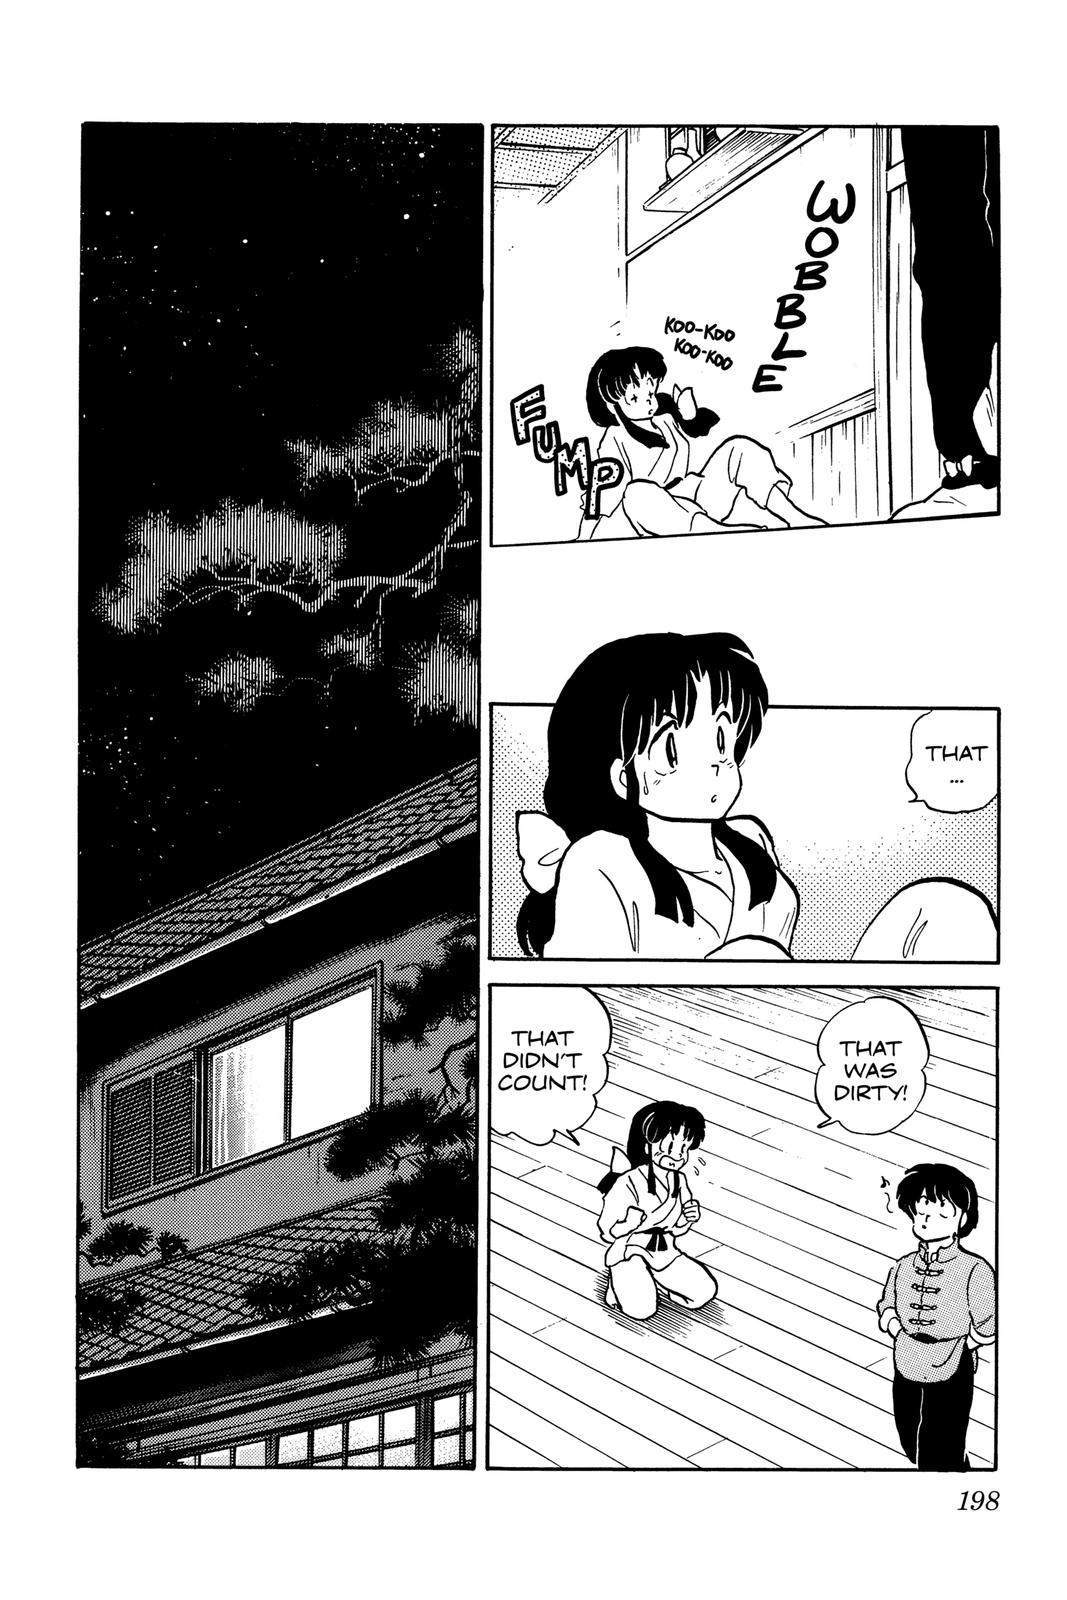 WOBBLE
KOO-KOO
KOO-KOO
FUMP
THAT
...
THAT
WAS
DIRTY!
THAT
DIDN'T
COUNT!
198